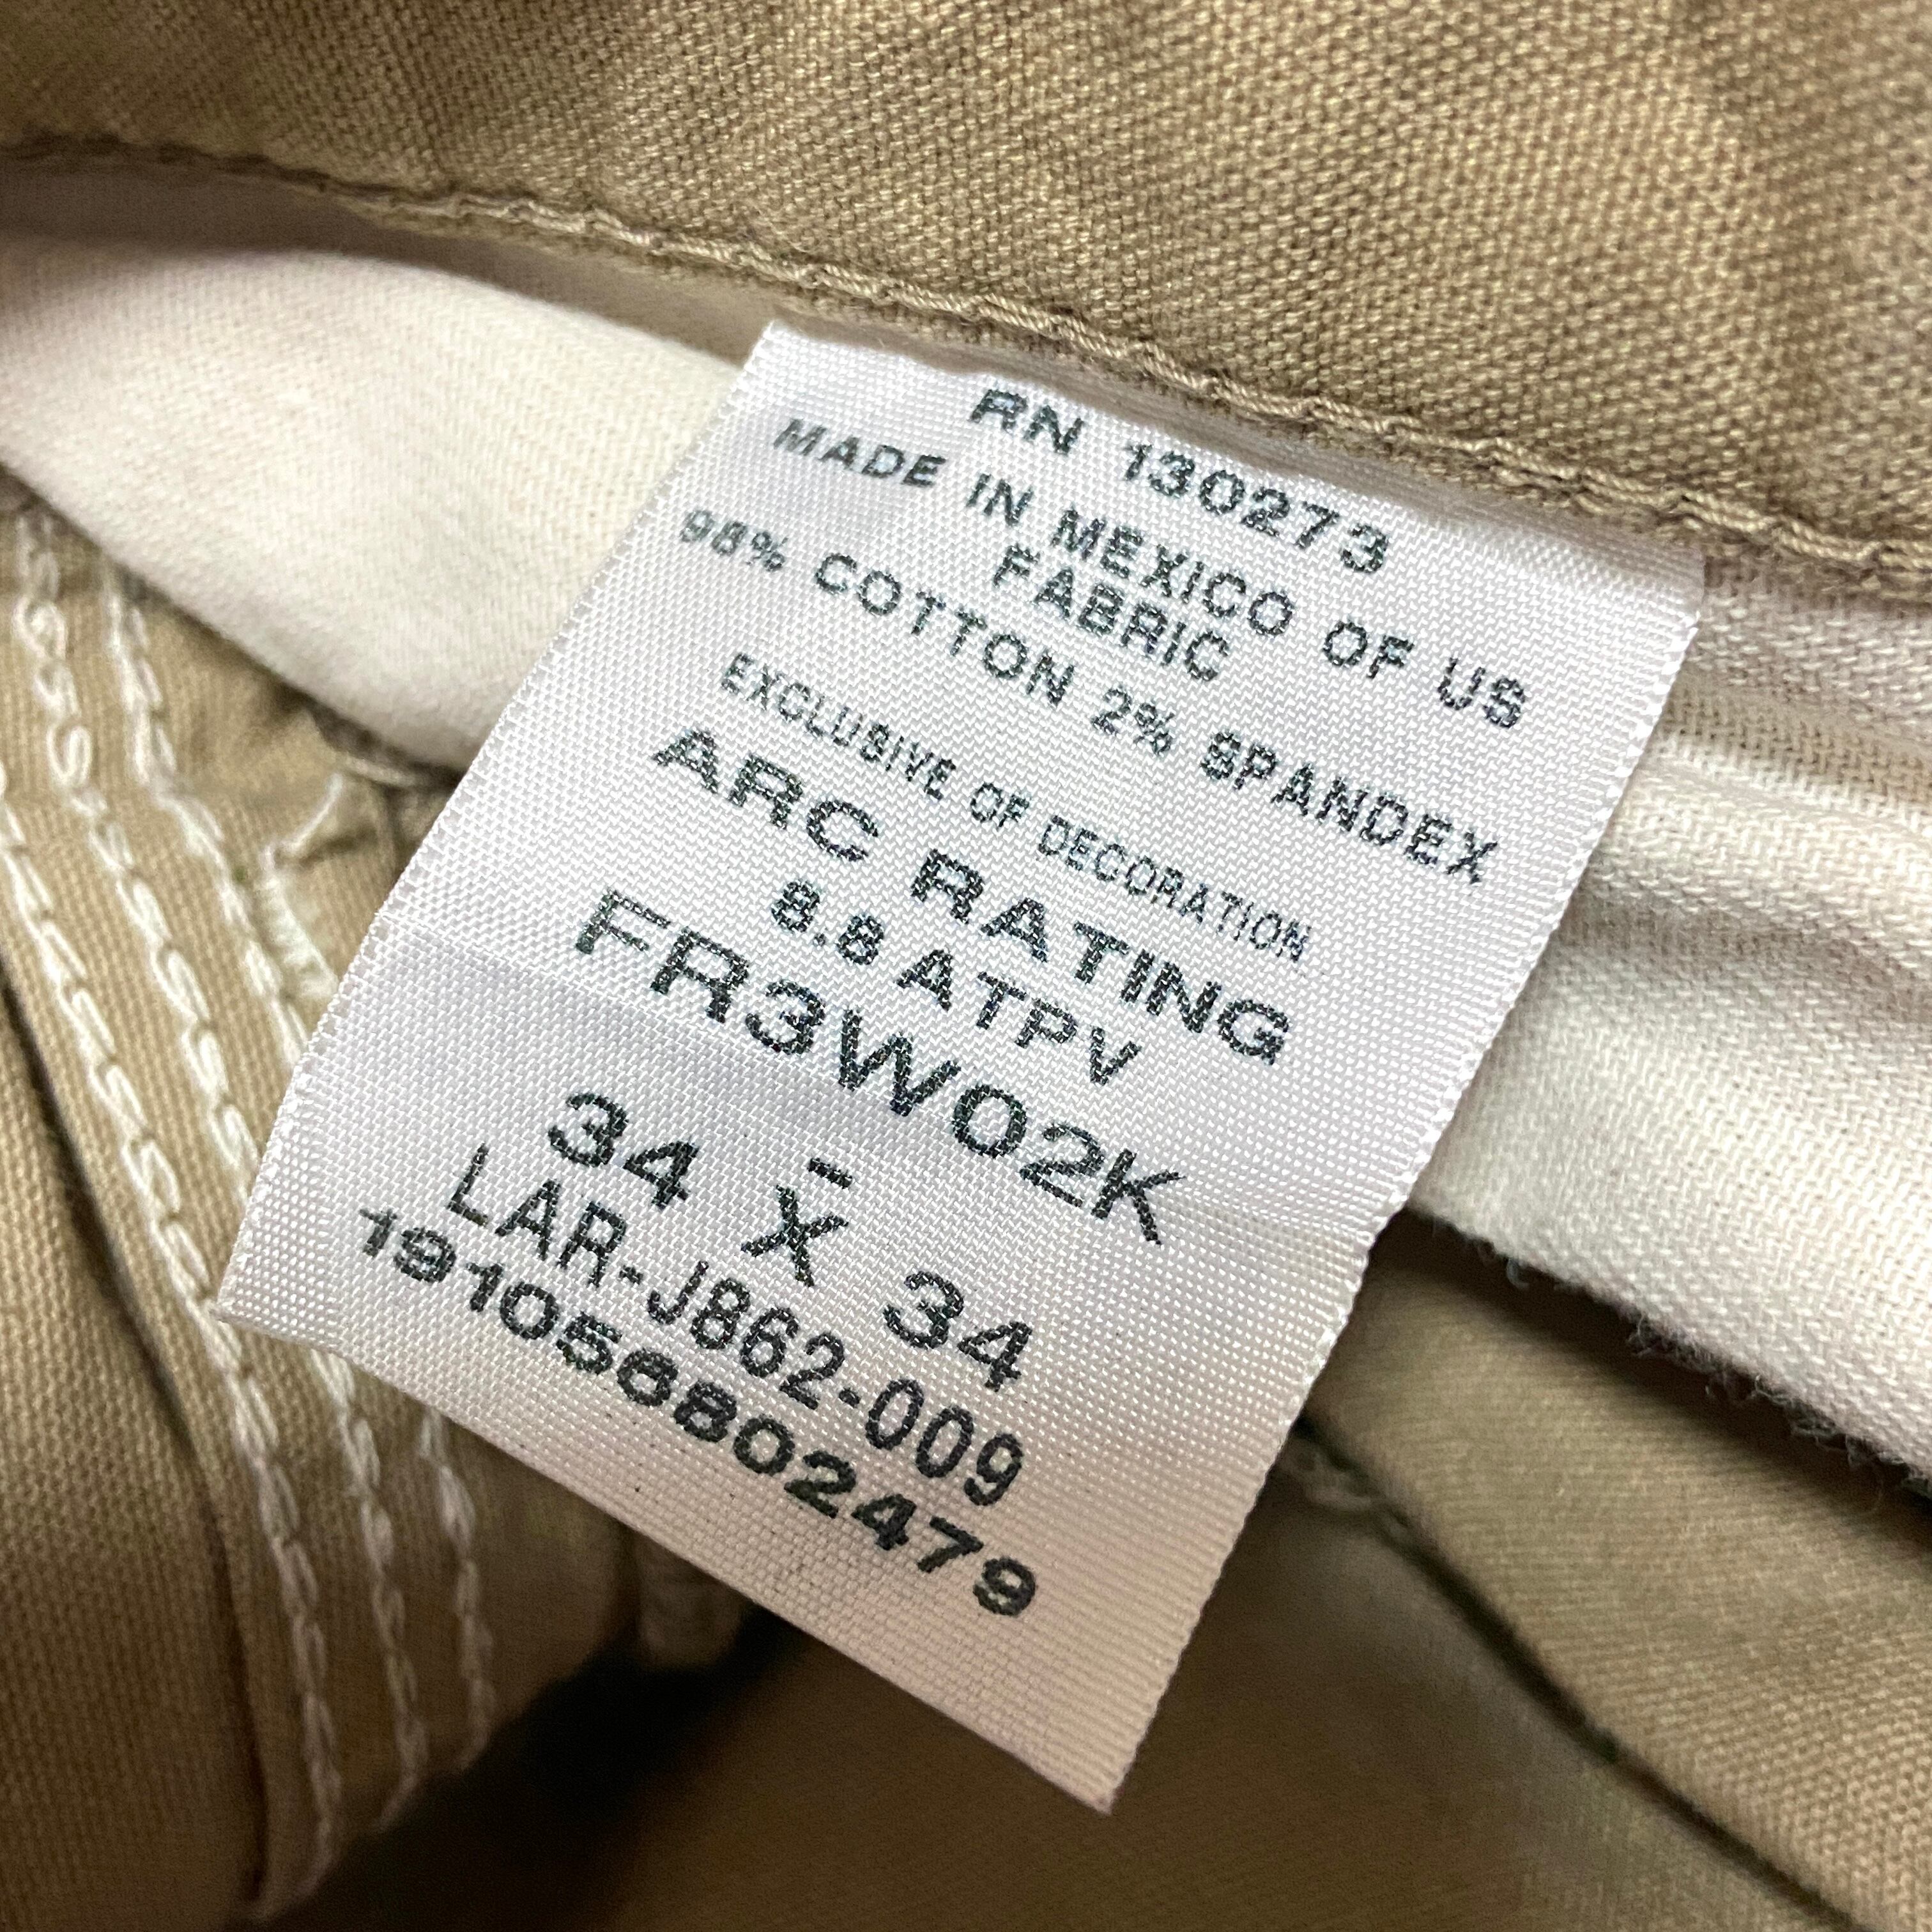 RN 130273
MADE IN MEXICO OF US
FABRIC
98% COTTON 2% SPANDEX
EXCLUSIVE OF DECORATION
ARC RATING
8.8 ATPV
FR3W02K
-
34 X 34
LAR-J862-009
191056802479